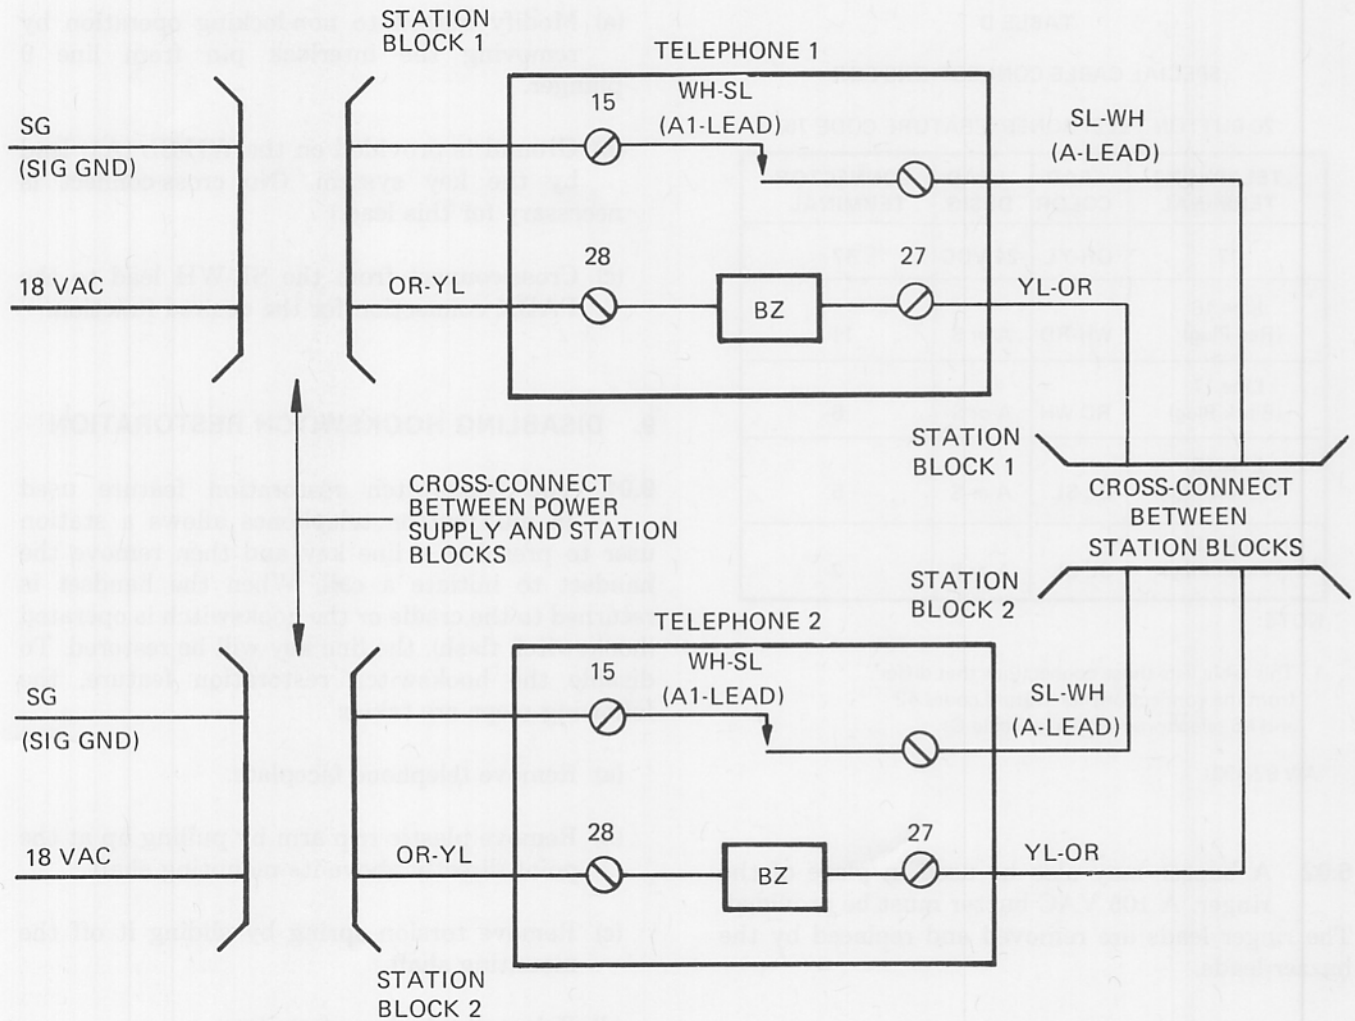 STATION
BLOCK 1
TELEPHONE 1
SG
(SIG GND)
15
WH-SL
(A1-LEAD)
SL-WH
(A-LEAD)
18 VAC
OR-YL
28
BZ
27
YL-OR
CROSS-CONNECT
BETWEEN POWER
SUPPLY AND STATION
BLOCKS
STATION
BLOCK 1
CROSS-CONNECT
BETWEEN
STATION BLOCKS
STATION
BLOCK 2
TELEPHONE 2
SG
(SIG GND)
15
WH-SL
(A1-LEAD)
SL-WH
(A-LEAD)
18 VAC
OR-YL
28
BZ
27
YL-OR
STATION
BLOCK 2